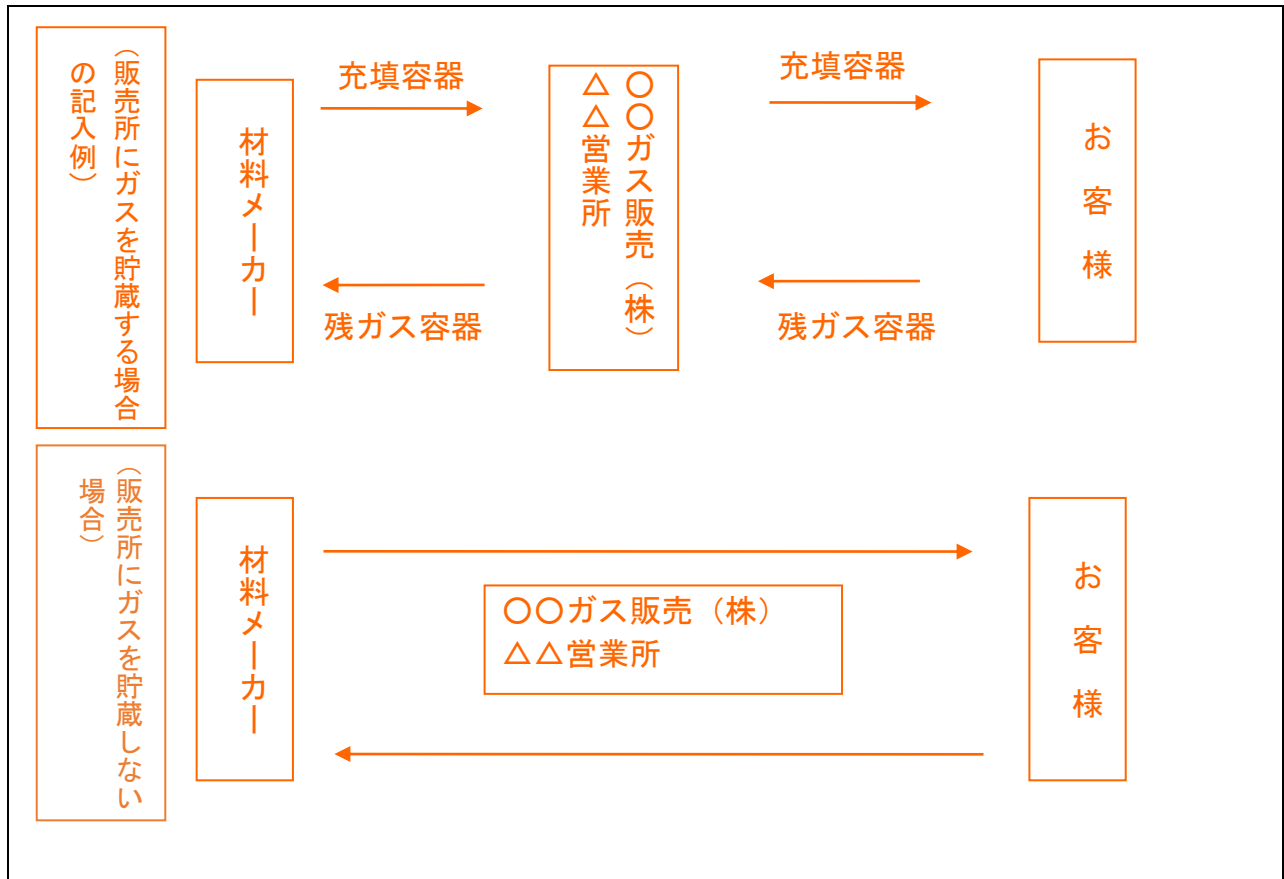 （販売所にガスを貯蔵する場合
の記入例）
材料メーカー
充填容器
残ガス容器
〇〇ガス販売（株）
△△営業所
充填容器
残ガス容器
お客様
（販売所にガスを貯蔵しない
場合）
材料メーカー
〇〇ガス販売（株）
△△営業所
お客様